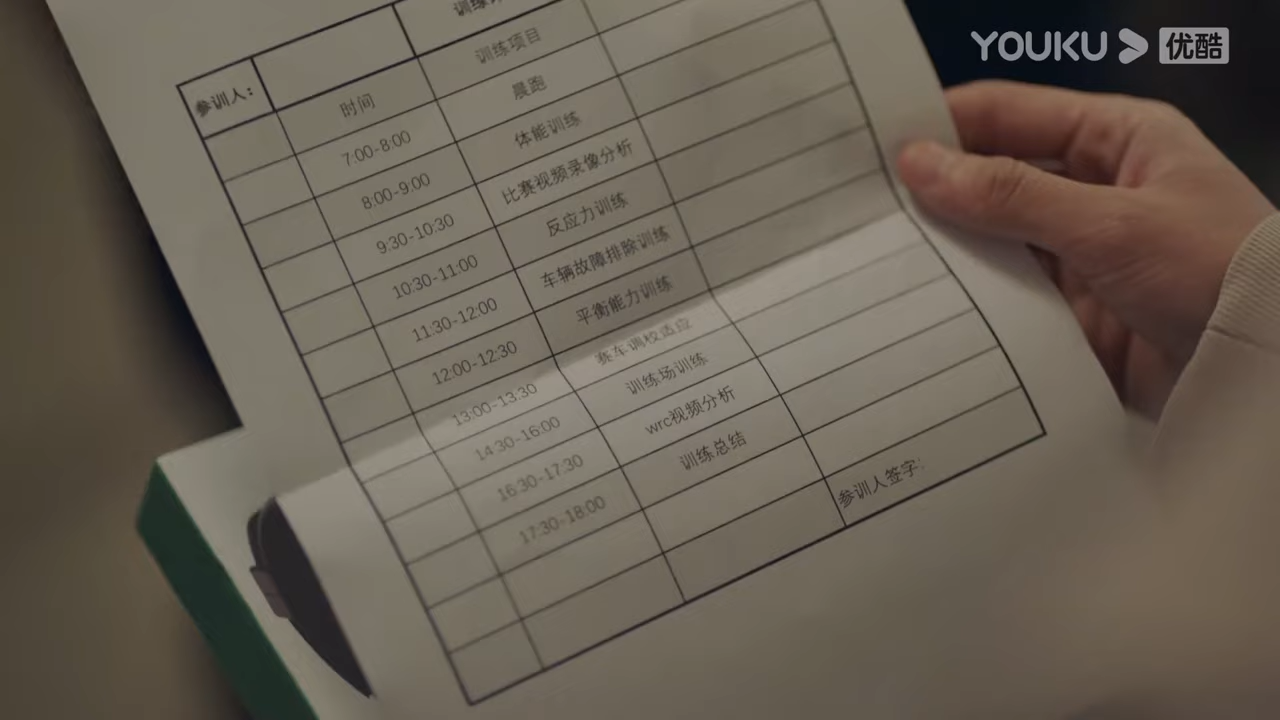 YOUKU 优酷
训练
参训人：
时间 训练项目
7:00-8:00 晨跑
8:00-9:00 体能训练
9:30-10:30 比赛视频录像分析
10:30-11:00 反应力训练
11:30-12:00 车辆故障排除训练
12:00-12:30 平衡能力训练
13:00-13:30 赛车调校适应
14:30-16:00 训练场训练
16:30-17:30 wrc视频分析
17:30-18:00 训练总结
参训人签字：